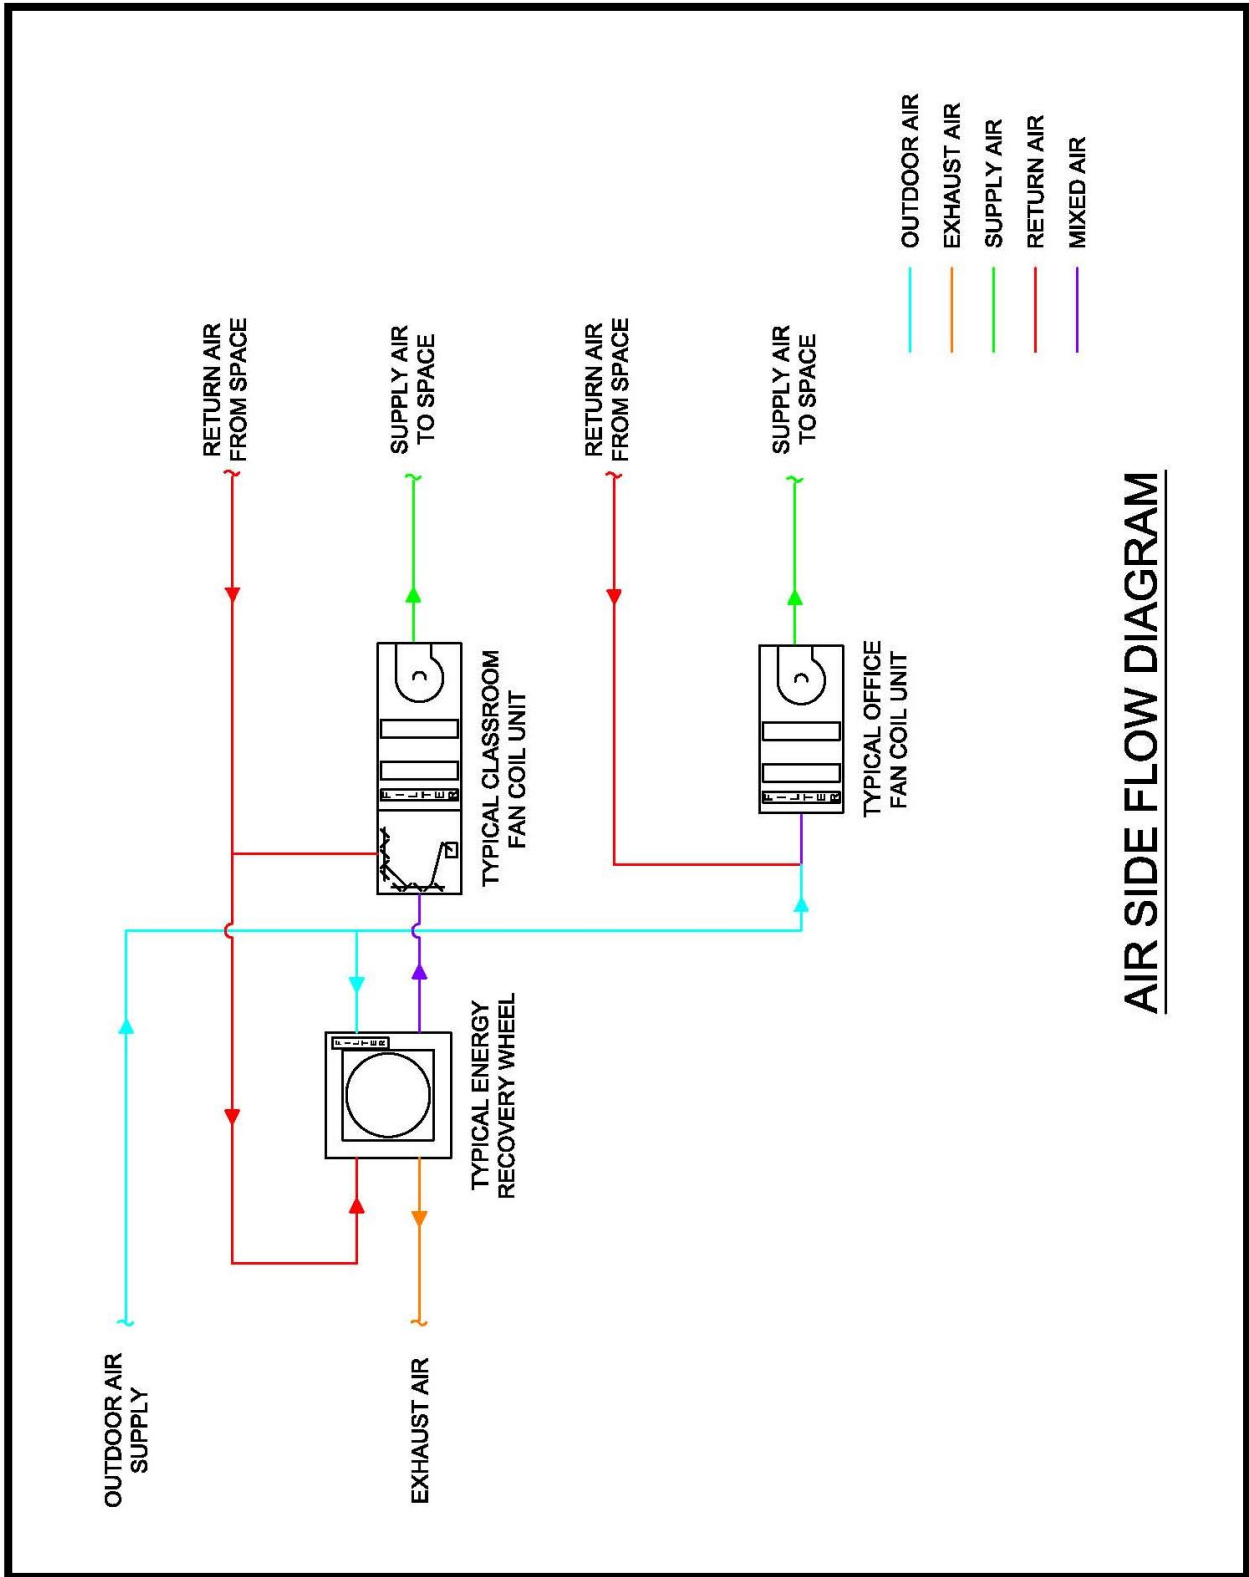 OUTDOOR AIR
SUPPLY
RETURN AIR
FROM SPACE
EXHAUST AIR
FILTER
TYPICAL ENERGY
RECOVERY WHEEL
FILTER
TYPICAL CLASSROOM
FAN COIL UNIT
SUPPLY AIR
TO SPACE
RETURN AIR
FROM SPACE
FILTER
TYPICAL OFFICE
FAN COIL UNIT
SUPPLY AIR
TO SPACE
OUTDOOR AIR
EXHAUST AIR
SUPPLY AIR
RETURN AIR
MIXED AIR
AIR SIDE FLOW DIAGRAM